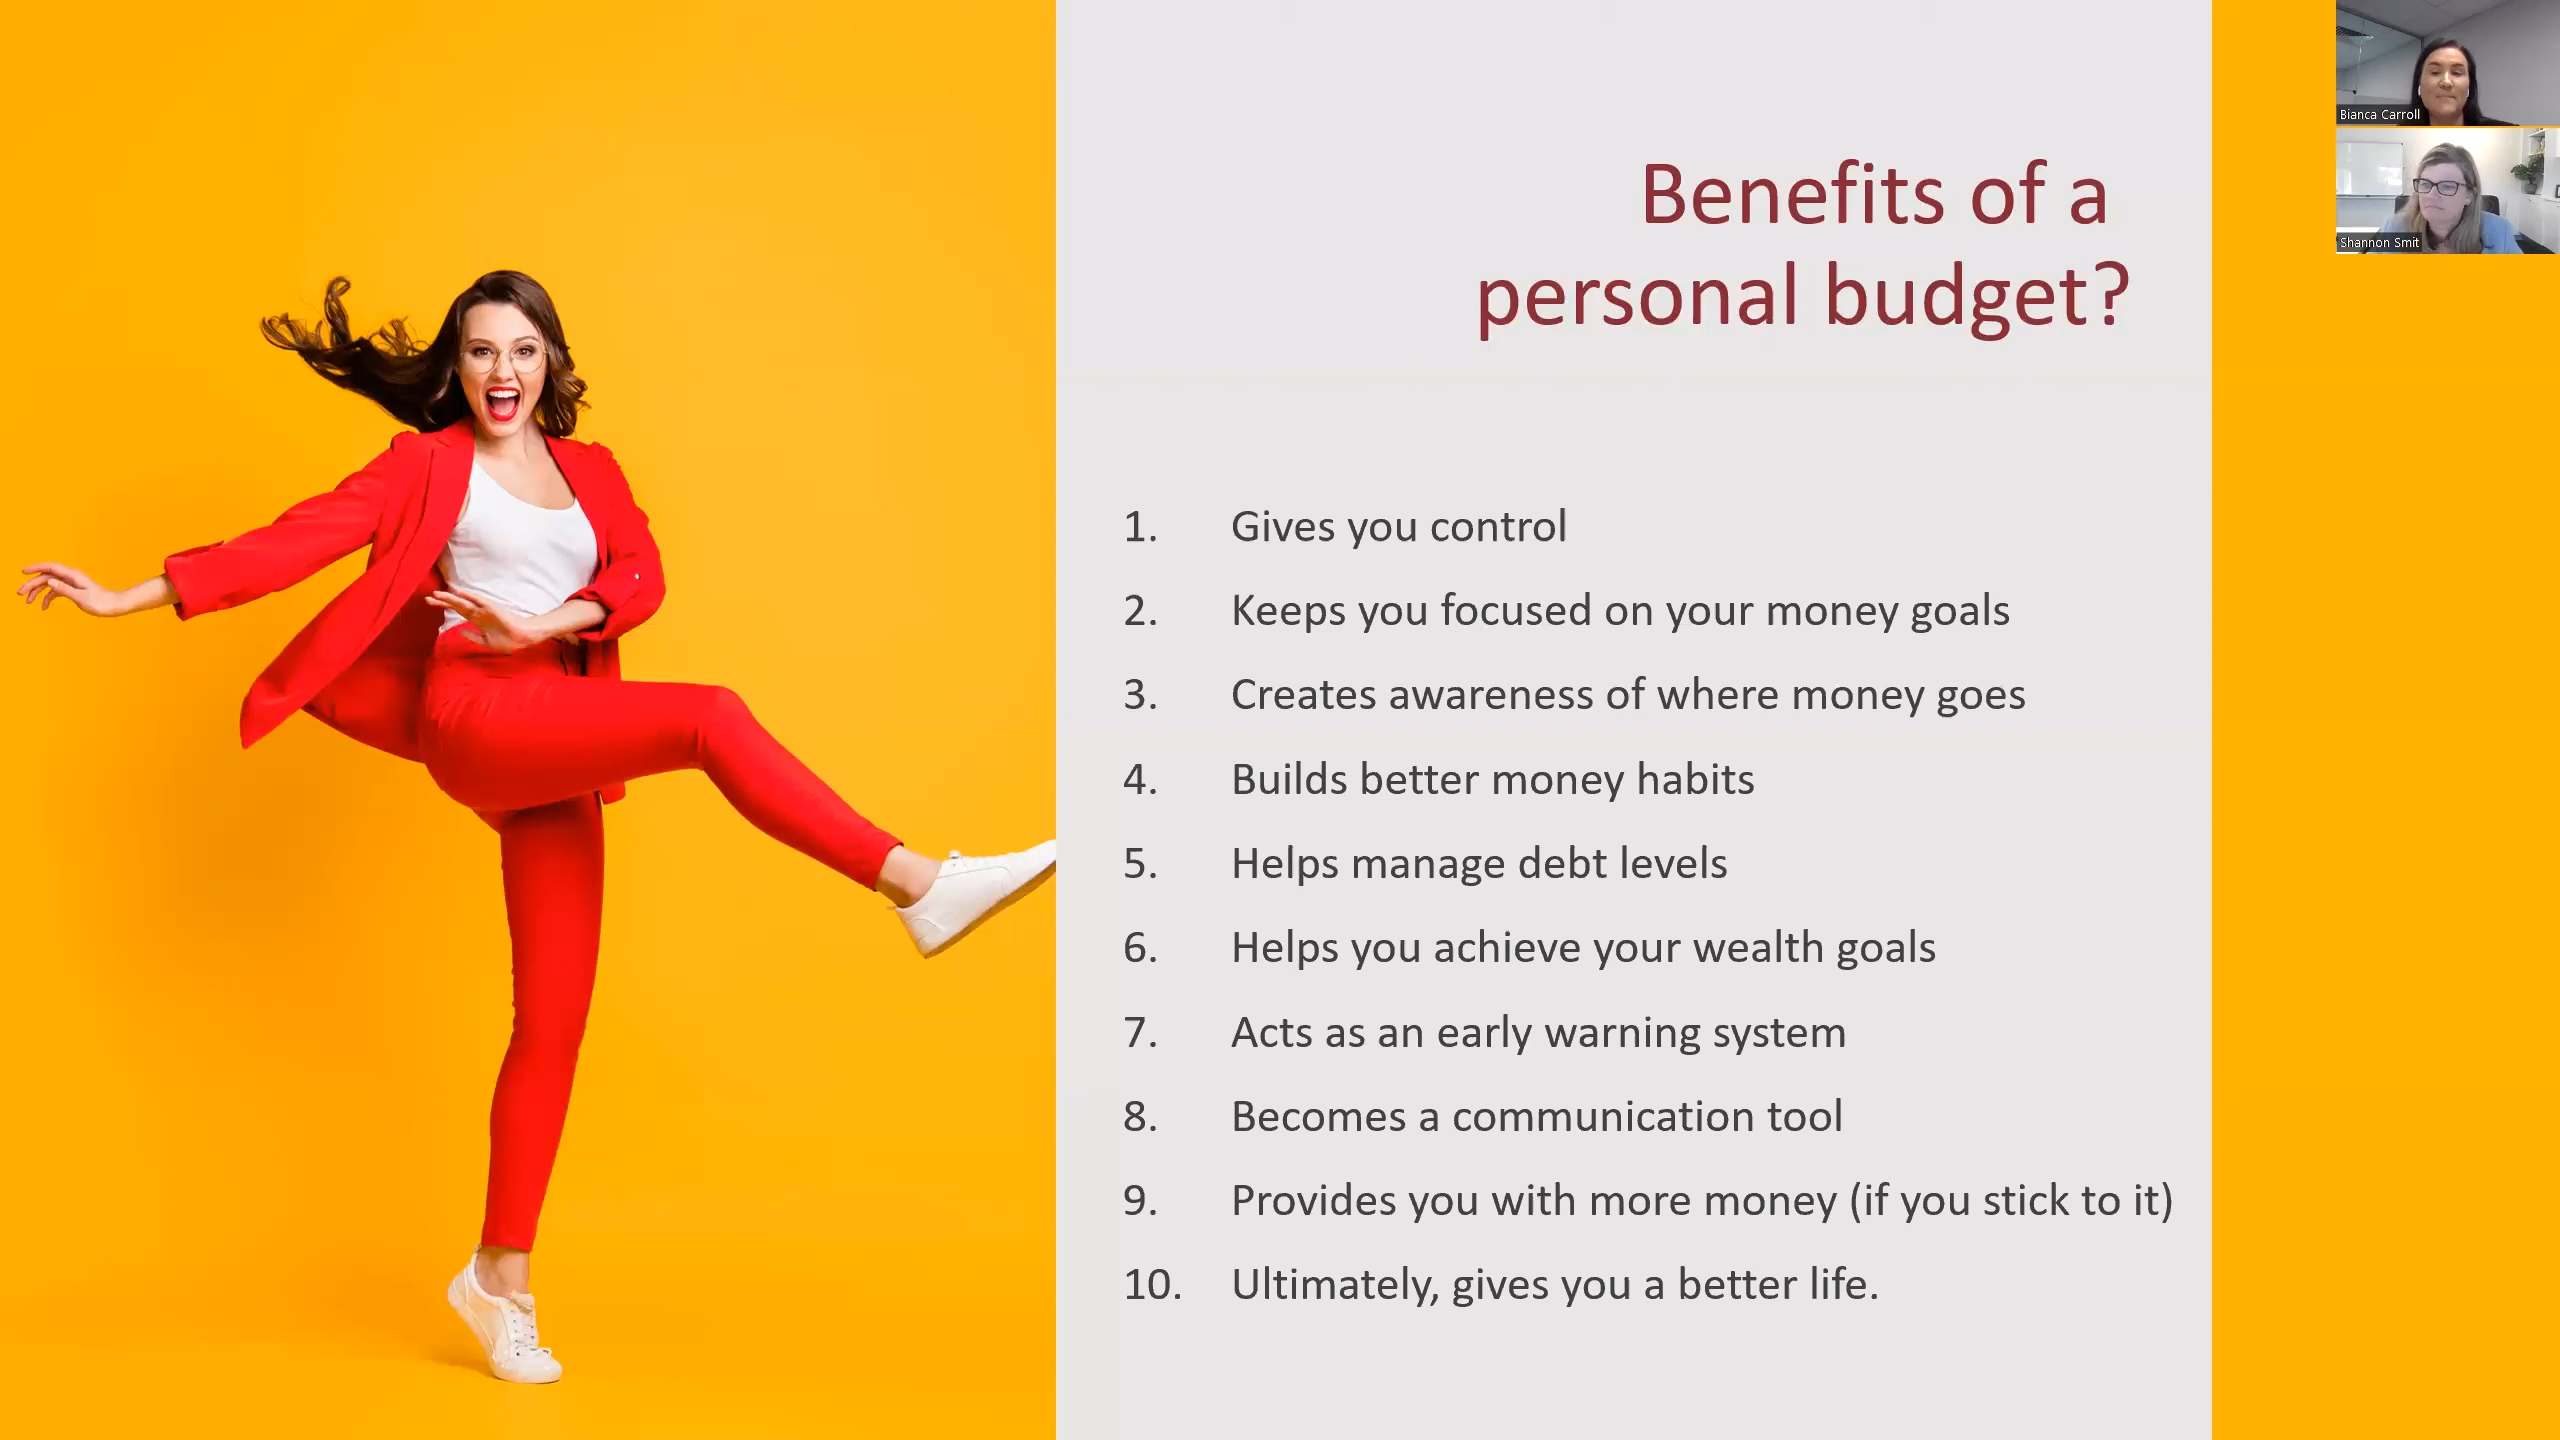 Benefits of a
personal budget?
1. Gives you control
2. Keeps you focused on your money goals
3. Creates awareness of where money goes
4. Builds better money habits
5. Helps manage debt levels
6. Helps you achieve your wealth goals
7. Acts as an early warning system
8. Becomes a communication tool
9. Provides you with more money (if you stick to it)
10. Ultimately, gives you a better life.
Bianca Carroll
Shannon Smit